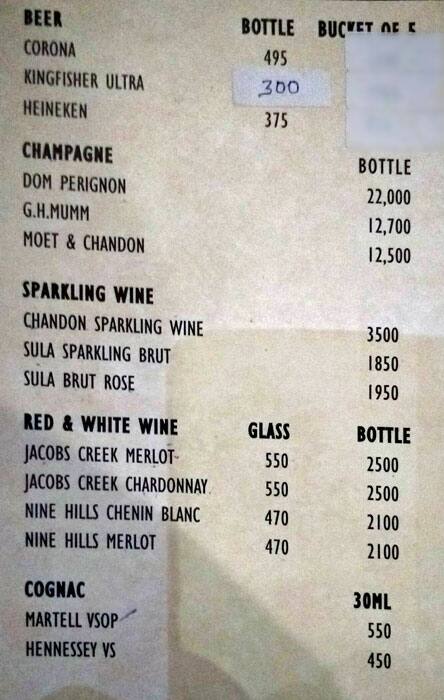 BEER BOTTLE BUCKET OF 5
CORONA 495
KINGFISHER ULTRA 300
HEINEKEN 375
CHAMPAGNE BOTTLE
DOM PERIGNON 22,000
G.H.MUMM 12,700
MOET & CHANDON 12,500
SPARKLING WINE
CHANDON SPARKLING WINE 3500
SULA SPARKLING BRUT 1850
SULA BRUT ROSE 1950
RED & WHITE WINE GLASS BOTTLE
JACOBS CREEK MERLOT 550 2500
JACOBS CREEK CHARDONNAY 550 2500
NINE HILLS CHENIN BLANC 470 2100
NINE HILLS MERLOT 470 2100
COGNAC 30ML
MARTELL VSOP 550
HENNESSEY VS 450